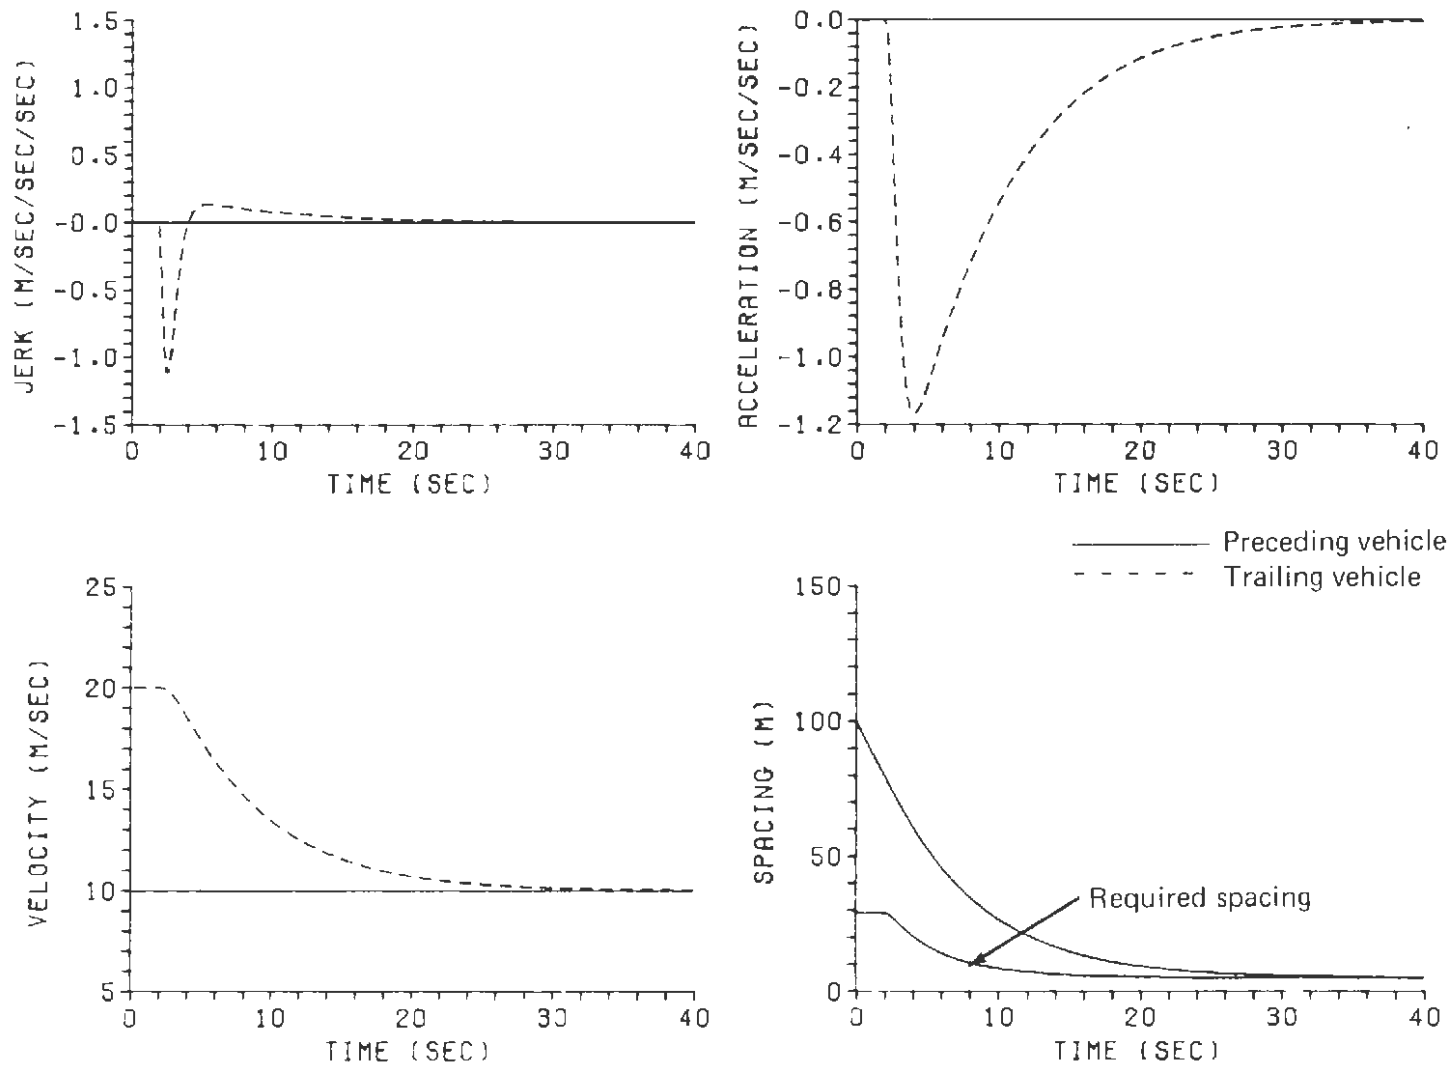 1.5
1.0
0.5
-0.0
-0.5
-1.0
-1.5
JERK (M/SEC/SEC/SEC)
0 10 20 30 40
TIME (SEC)
0.0
-0.2
-0.4
-0.6
-0.8
-1.0
-1.2
ACCELERATION (M/SEC/SEC)
0 10 20 30 40
TIME (SEC)
Preceding vehicle
Trailing vehicle
25
20
15
10
5
VELOCITY (M/SEC)
0 10 20 30 40
TIME (SEC)
150
100
50
0
SPACING (M)
Required spacing
0 10 20 30 40
TIME (SEC)